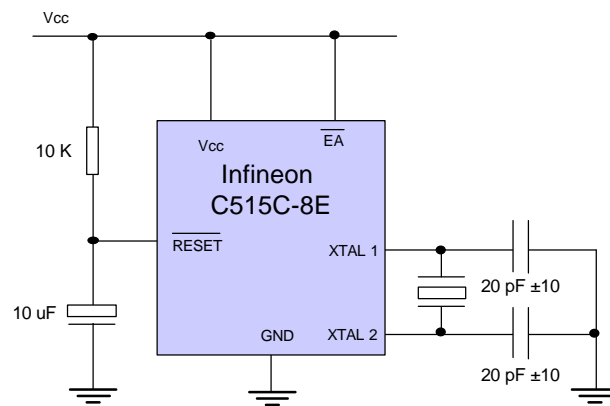 Vcc
10 K
Vcc
EA
Infineon
C515C-8E
RESET
XTAL 1
20 pF ±10
10 uF
GND
XTAL 2
20 pF ±10